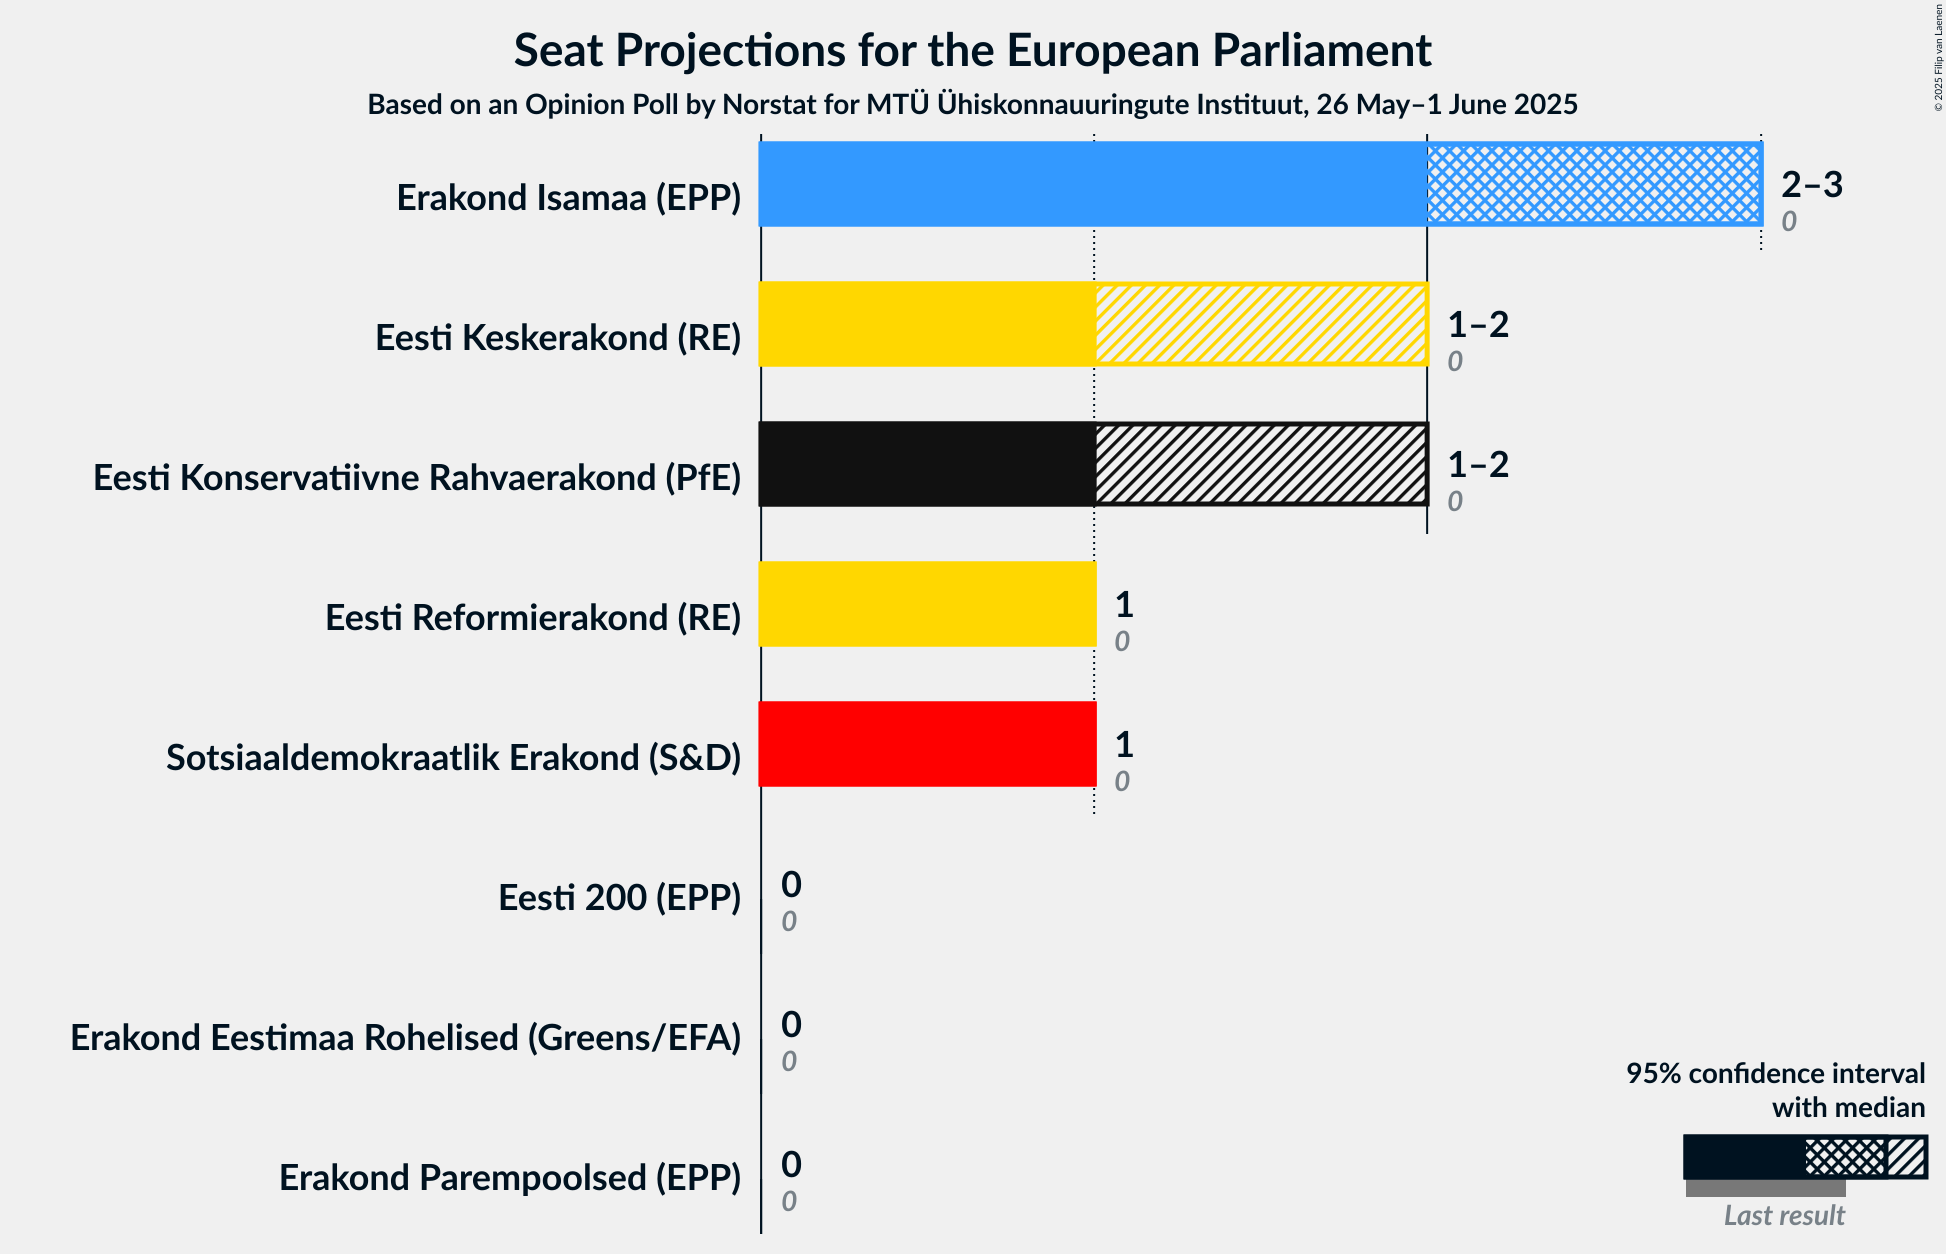 Seat Projections for the European Parliament
Based on an Opinion Poll by Norstat for MTÜ Ühiskonnauuringute Instituut, 26 May–1 June 2025
© 2025 Filip van Laenen
Erakond Isamaa (EPP)
2–3
0
Eesti Keskerakond (RE)
1–2
0
Eesti Konservatiivne Rahvaerakond (PfE)
1–2
0
Eesti Reformierakond (RE)
1
0
Sotsiaaldemokraatlik Erakond (S&D)
1
0
Eesti 200 (EPP)
0
0
Erakond Eestimaa Rohelised (Greens/EFA)
0
0
Erakond Parempoolsed (EPP)
0
0
95% confidence interval
with median
Last result